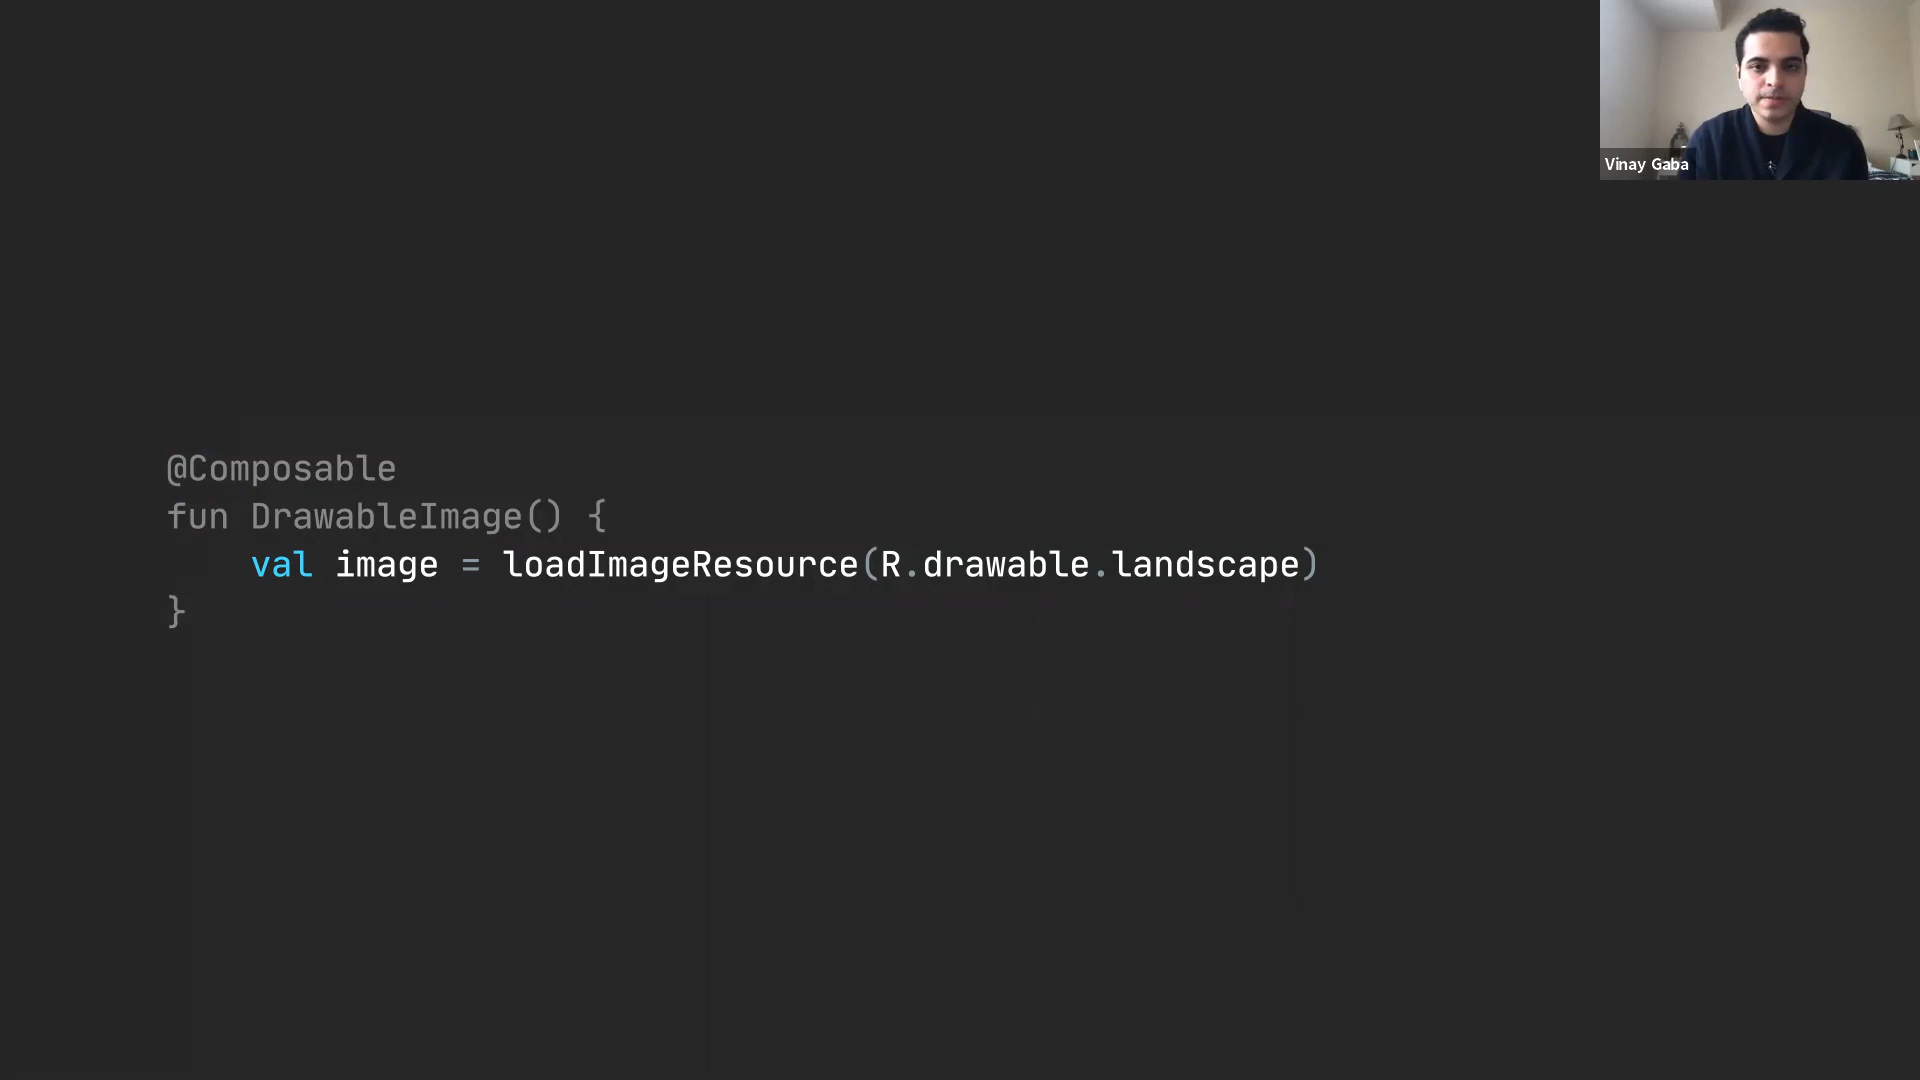 Vinay Gaba
@Composable
fun DrawableImage() {
    val image = loadImageResource(R.drawable.landscape)
}